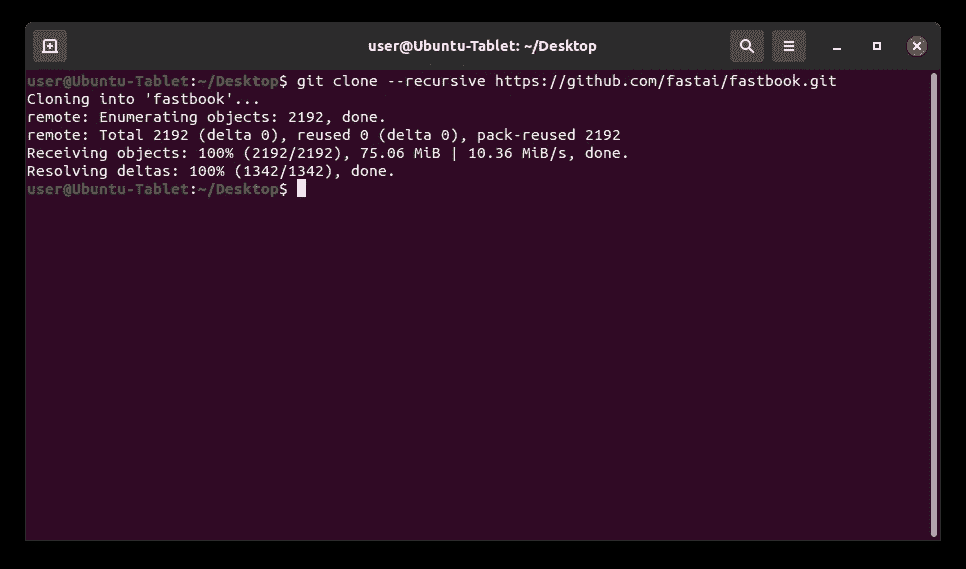 user@Ubuntu-Tablet: ~/Desktop
user@Ubuntu-Tablet:~/Desktop$ git clone --recursive https://github.com/fastai/fastbook.git
Cloning into 'fastbook'...
remote: Enumerating objects: 2192, done.
remote: Total 2192 (delta 0), reused 0 (delta 0), pack-reused 2192
Receiving objects: 100% (2192/2192), 75.06 MiB | 10.36 MiB/s, done.
Resolving deltas: 100% (1342/1342), done.
user@Ubuntu-Tablet:~/Desktop$